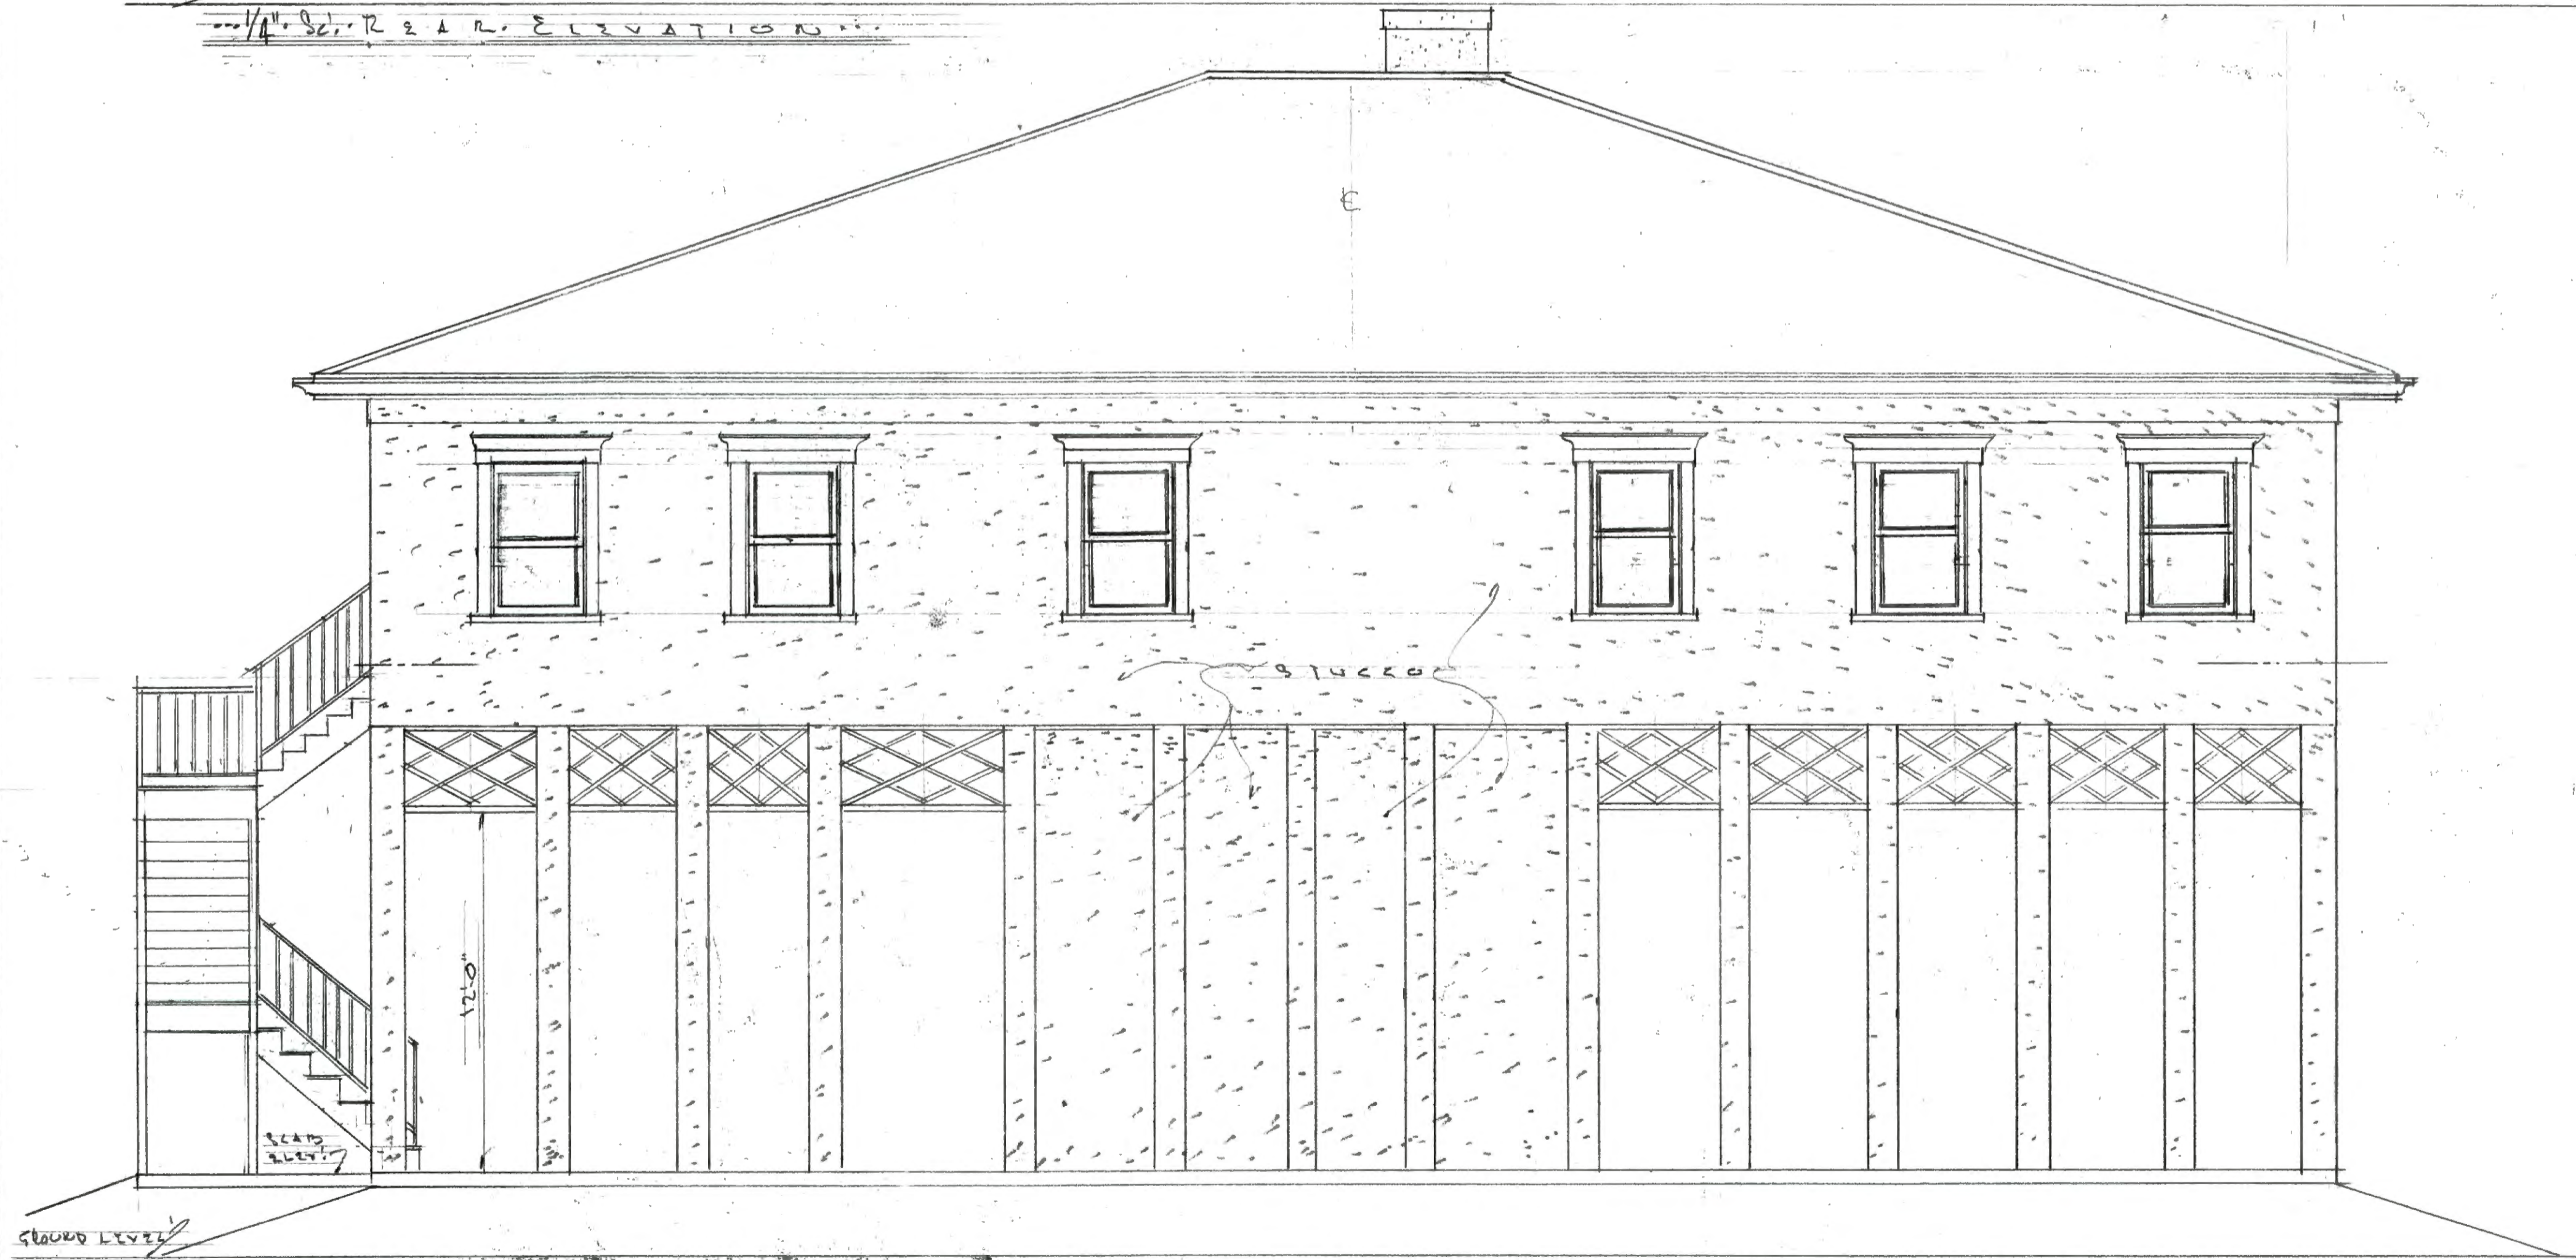 1/4" Sc. REAR ELEVATION
℄
STUCCO
12'-0"
SLAB
ELEV.
GROUND LEVEL